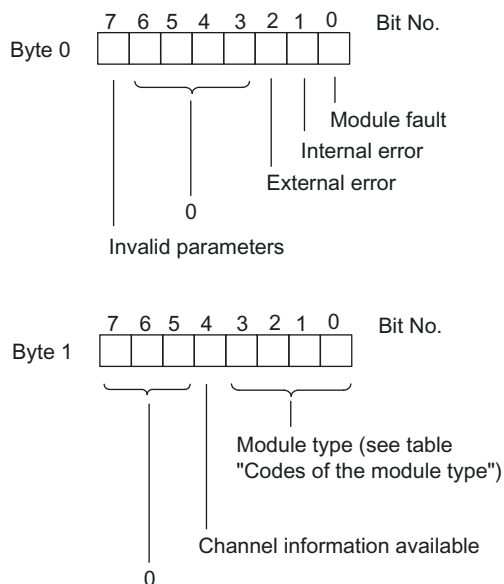 7 6 5 4 3 2 1 0 Bit No.
Byte 0
Module fault
Internal error
External error
0
Invalid parameters
7 6 5 4 3 2 1 0 Bit No.
Byte 1
Module type (see table
"Codes of the module type")
Channel information available
0